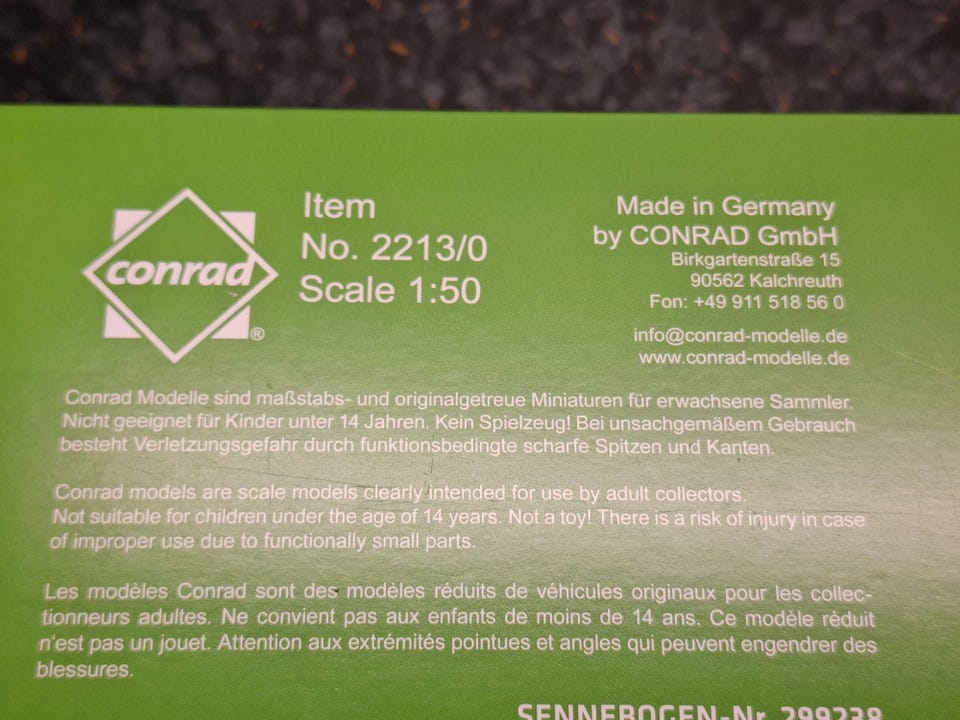 conrad
®
Item
No. 2213/0
Scale 1:50
Made in Germany
by CONRAD GmbH
Birkgartenstraße 15
90562 Kalchreuth
Fon: +49 911 518 56 0
info@conrad-modelle.de
www.conrad-modelle.de
Conrad Modelle sind maßstabs- und originalgetreue Miniaturen für erwachsene Sammler.
Nicht geeignet für Kinder unter 14 Jahren. Kein Spielzeug! Bei unsachgemäßem Gebrauch
besteht Verletzungsgefahr durch funktionsbedingte scharfe Spitzen und Kanten.
Conrad models are scale models clearly intended for use by adult collectors.
Not suitable for children under the age of 14 years. Not a toy! There is a risk of injury in case
of improper use due to functionally small parts.
Les modèles Conrad sont des modèles réduits de véhicules originaux pour les collec-
tionneurs adultes. Ne convient pas aux enfants de moins de 14 ans. Ce modèle réduit
n'est pas un jouet. Attention aux extrémités pointues et angles qui peuvent engendrer des
blessures.
SENNEBOGEN-Nr. 299238